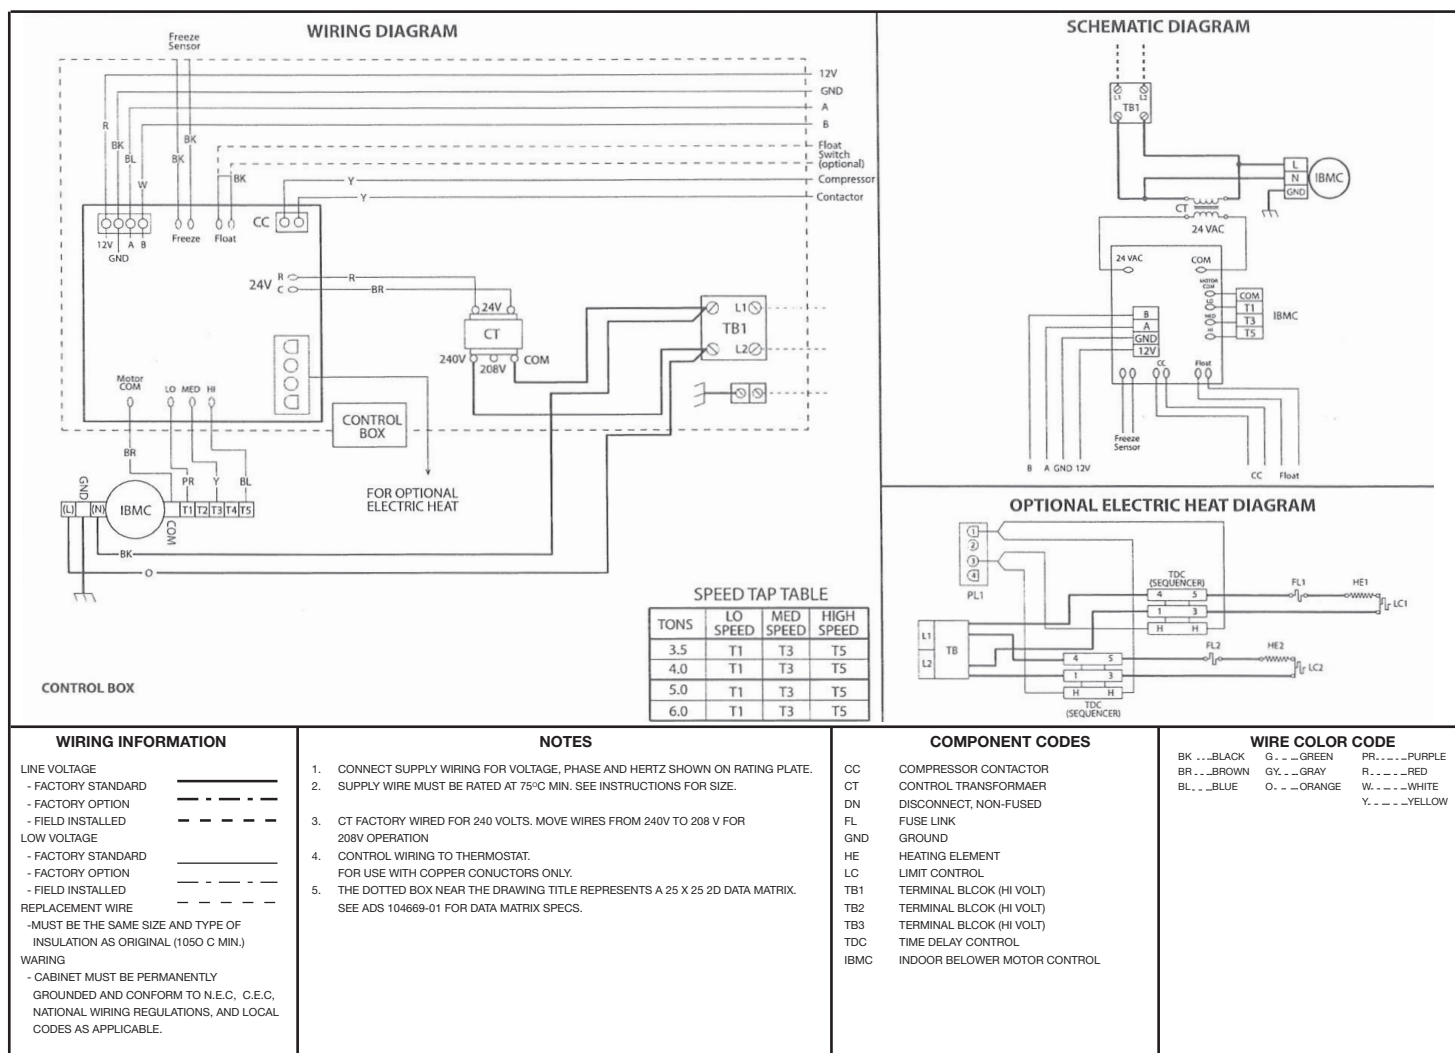 WIRING DIAGRAM
Freeze
Sensor
12V
GND
A
B
Float
Switch
(optional)
Compressor
Contactor
R
BK
BL
W
BK
BK
BK
Y
Y
CC
12V
GND
A
B
Freeze
Float
24V
R
C
R
BR
24V
CT
240V
208V
COM
L1
TB1
L2
Motor
COM
LO
MED
HI
CONTROL
BOX
BR
PR
Y
BL
GND
(L)
(N)
IBMC
COM
T1
T2
T3
T4
T5
FOR OPTIONAL
ELECTRIC HEAT
BK
O
CONTROL BOX
SPEED TAP TABLE
TONS LO SPEED MED SPEED HIGH SPEED
3.5 T1 T3 T5
4.0 T1 T3 T5
5.0 T1 T3 T5
6.0 T1 T3 T5
SCHEMATIC DIAGRAM
L1
L2
TB1
L
N
GND
IBMC
CT
24 VAC
24 VAC
COM
MOTOR
COM
LO
MED
HI
COM
T1
T3
T5
IBMC
B
A
GND
12V
CC
Float
Freeze
Sensor
B A GND 12V
CC
Float
OPTIONAL ELECTRIC HEAT DIAGRAM
1
2
3
4
PL1
TDC
(SEQUENCER)
4 5
1 3
H H
FL1
HE1
LC1
L1
L2
TB
4 5
1 3
H H
TDC
(SEQUENCER)
FL2
HE2
LC2
WIRING INFORMATION
LINE VOLTAGE
- FACTORY STANDARD
- FACTORY OPTION
- FIELD INSTALLED
LOW VOLTAGE
- FACTORY STANDARD
- FACTORY OPTION
- FIELD INSTALLED
REPLACEMENT WIRE
-MUST BE THE SAME SIZE AND TYPE OF
INSULATION AS ORIGINAL (105O C MIN.)
WARING
- CABINET MUST BE PERMANENTLY
GROUNDED AND CONFORM TO N.E.C, C.E.C,
NATIONAL WIRING REGULATIONS, AND LOCAL
CODES AS APPLICABLE.
NOTES
1. CONNECT SUPPLY WIRING FOR VOLTAGE, PHASE AND HERTZ SHOWN ON RATING PLATE.
2. SUPPLY WIRE MUST BE RATED AT 75ºC MIN. SEE INSTRUCTIONS FOR SIZE.
3. CT FACTORY WIRED FOR 240 VOLTS. MOVE WIRES FROM 240V TO 208 V FOR
208V OPERATION
4. CONTROL WIRING TO THERMOSTAT.
FOR USE WITH COPPER CONUCTORS ONLY.
5. THE DOTTED BOX NEAR THE DRAWING TITLE REPRESENTS A 25 X 25 2D DATA MATRIX.
SEE ADS 104669-01 FOR DATA MATRIX SPECS.
COMPONENT CODES
CC COMPRESSOR CONTACTOR
CT CONTROL TRANSFORMAER
DN DISCONNECT, NON-FUSED
FL FUSE LINK
GND GROUND
HE HEATING ELEMENT
LC LIMIT CONTROL
TB1 TERMINAL BLCOK (HI VOLT)
TB2 TERMINAL BLCOK (HI VOLT)
TB3 TERMINAL BLCOK (HI VOLT)
TDC TIME DELAY CONTROL
IBMC INDOOR BELOWER MOTOR CONTROL
WIRE COLOR CODE
BK ---BLACK G---GREEN PR----PURPLE
BR---BROWN GY---GRAY R-----RED
BL---BLUE O---ORANGE W-----WHITE
Y-----YELLOW